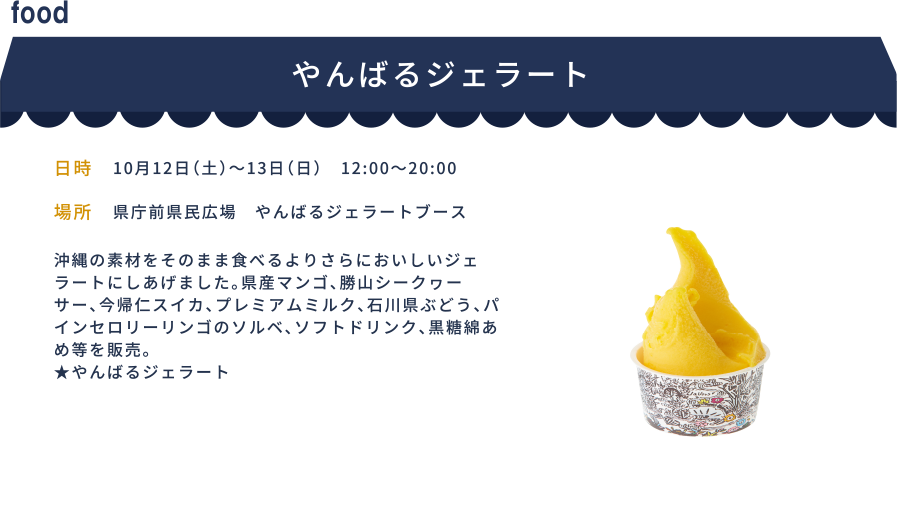 food
やんばるジェラート
日時 10月12日(土)〜13日(日) 12:00〜20:00
場所 県庁前県民広場 やんばるジェラートブース
沖縄の素材をそのまま食べるよりさらにおいしいジェ
ラートにしあげました。県産マンゴ、勝山シークヮー
サー、今帰仁スイカ、プレミアムミルク、石川県ぶどう、パ
インセロリーリンゴのソルベ、ソフトドリンク、黒糖綿あ
め等を販売。
★やんばるジェラート